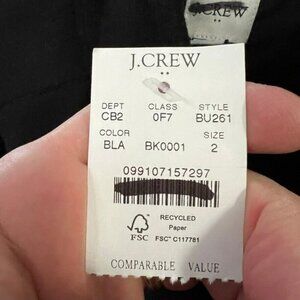 J.CREW
J.CREW
DEPT CLASS STYLE
CB2 0F7 BU261
COLOR SIZE
BLA BK0001 2
099107157297
RECYCLED
Paper
FSC FSC™ C117781
COMPARABLE VALUE